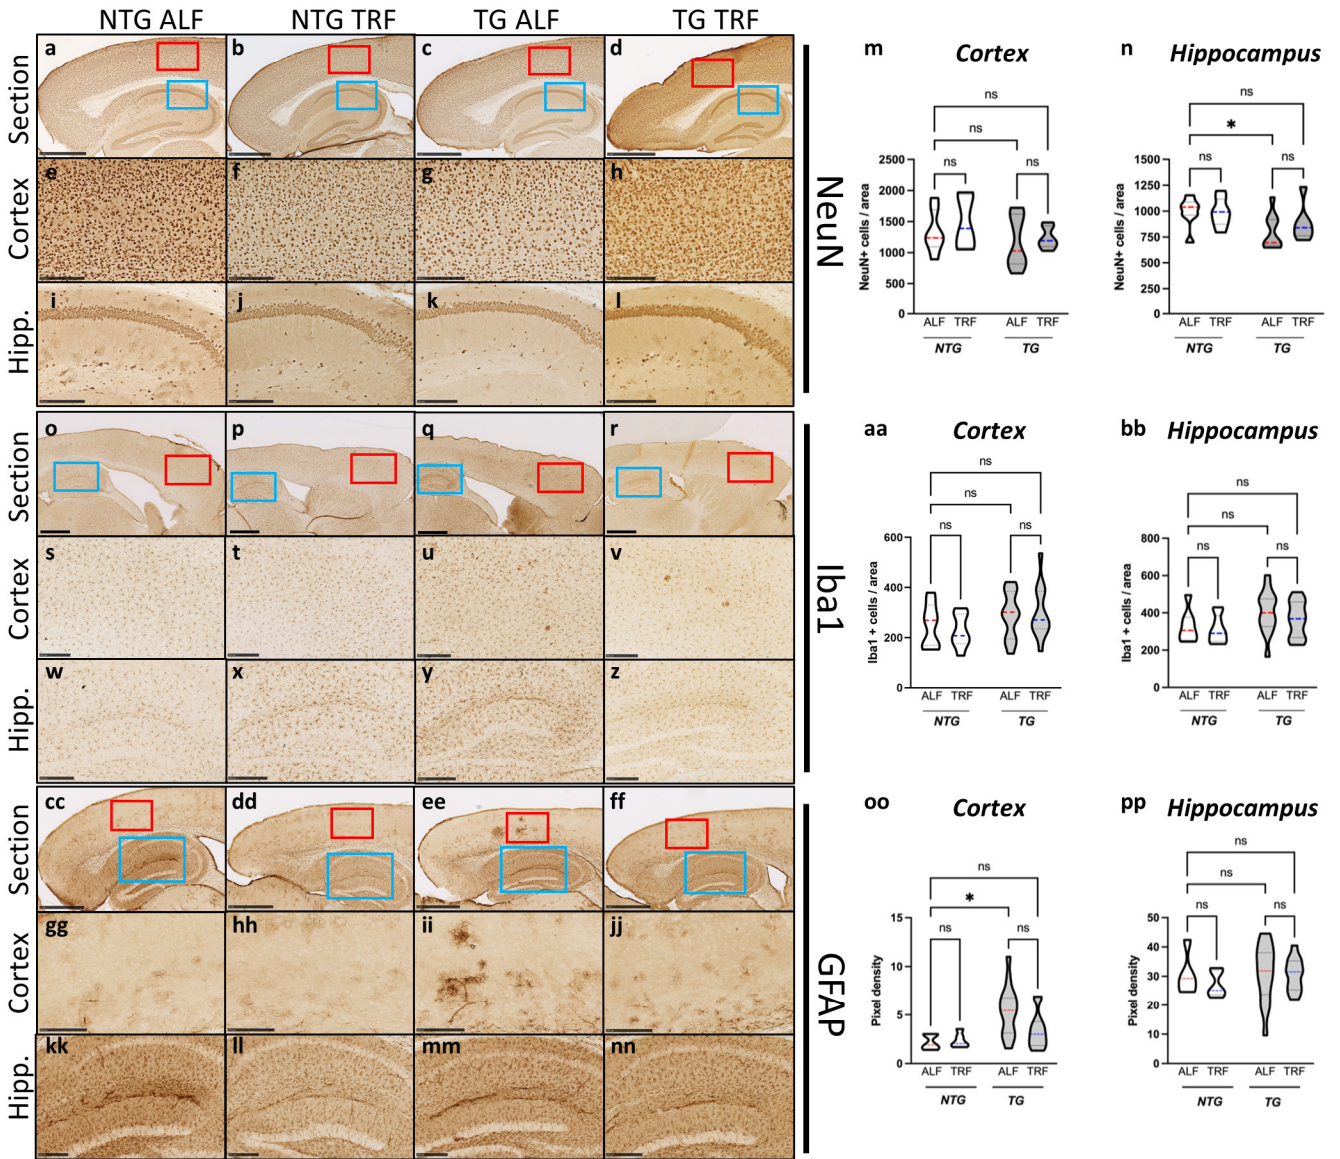 NTG ALF NTG TRF TG ALF TG TRF
Section
a b c d
Cortex
e f g h
Hipp.
i j k l
NeuN
m Cortex
ns
ns
ns ns
NeuN+ cells / area
2500
2000
1500
1000
500
0
ALF TRF ALF TRF
NTG TG
n Hippocampus
ns
*
ns ns
NeuN+ cells / area
1500
1250
1000
750
500
250
0
ALF TRF ALF TRF
NTG TG
Section
o p q r
Cortex
s t u v
Hipp.
w x y z
Iba1
aa Cortex
ns
ns
ns ns
Iba1 + cells / area
600
400
200
0
ALF TRF ALF TRF
NTG TG
bb Hippocampus
ns
ns
ns ns
Iba1 + cells / area
800
600
400
200
0
ALF TRF ALF TRF
NTG TG
Section
cc dd ee ff
Cortex
gg hh ii jj
Hipp.
kk ll mm nn
GFAP
oo Cortex
ns
*
ns ns
Pixel density
15
10
5
0
ALF TRF ALF TRF
NTG TG
pp Hippocampus
ns
ns
ns ns
Pixel density
50
40
30
20
10
0
ALF TRF ALF TRF
NTG TG